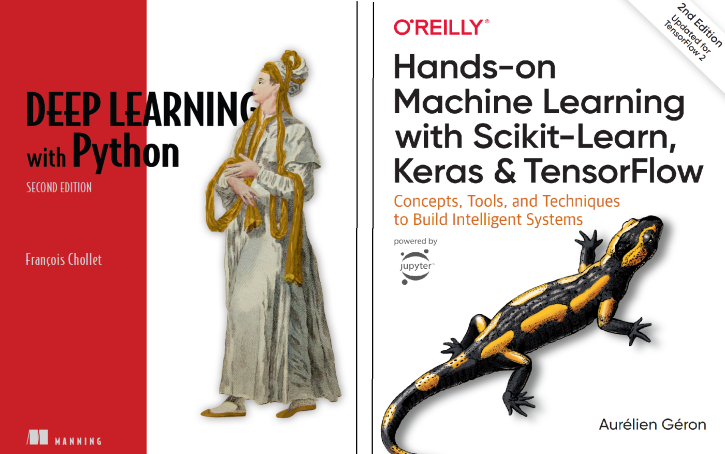 DEEP LEARNING
with Python
SECOND EDITION
François Chollet
MANNING
O'REILLY®
2nd Edition
Updated for
TensorFlow 2
Hands-on
Machine Learning
with Scikit-Learn,
Keras & TensorFlow
Concepts, Tools, and Techniques
to Build Intelligent Systems
powered by
jupyter
Aurélien Géron